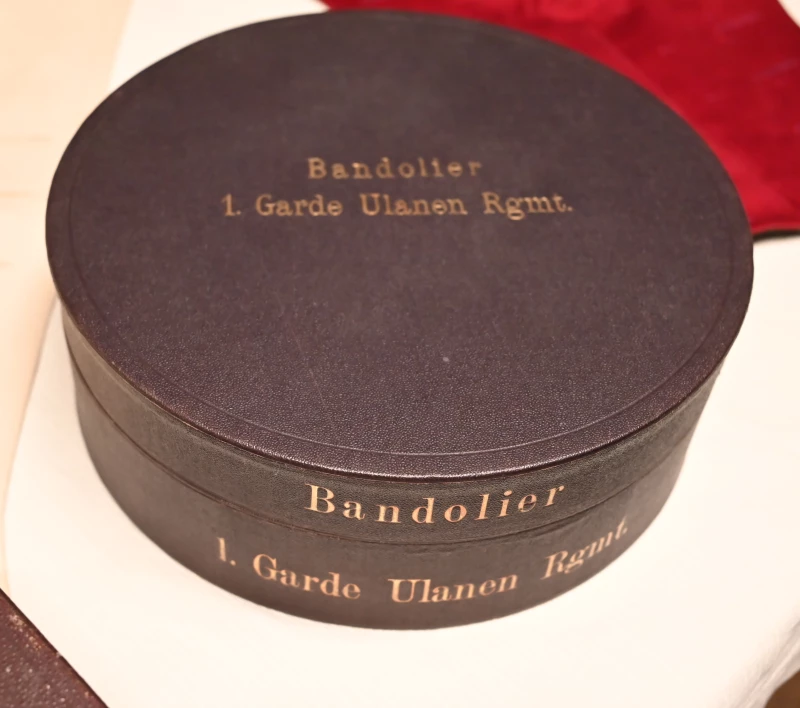 Bandolier
1. Garde Ulanen Rgmt.
Bandolier
1. Garde Ulanen Rgmt.